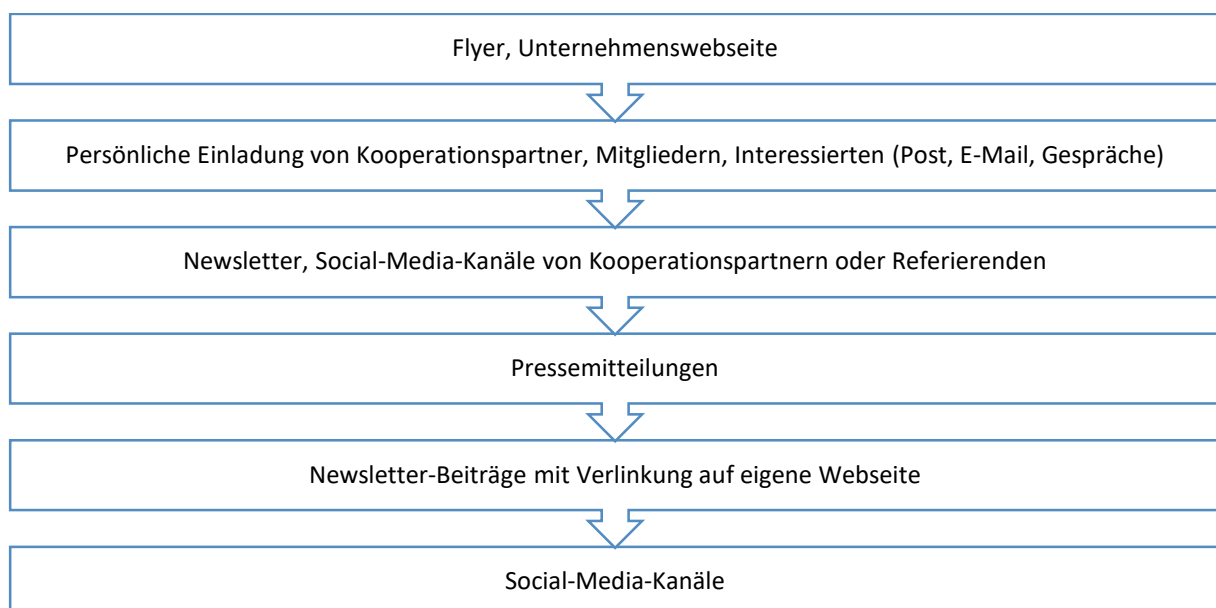 Flyer, Unternehmenswebseite
Persönliche Einladung von Kooperationspartner, Mitgliedern, Interessierten (Post, E-Mail, Gespräche)
Newsletter, Social-Media-Kanäle von Kooperationspartnern oder Referierenden
Pressemitteilungen
Newsletter-Beiträge mit Verlinkung auf eigene Webseite
Social-Media-Kanäle